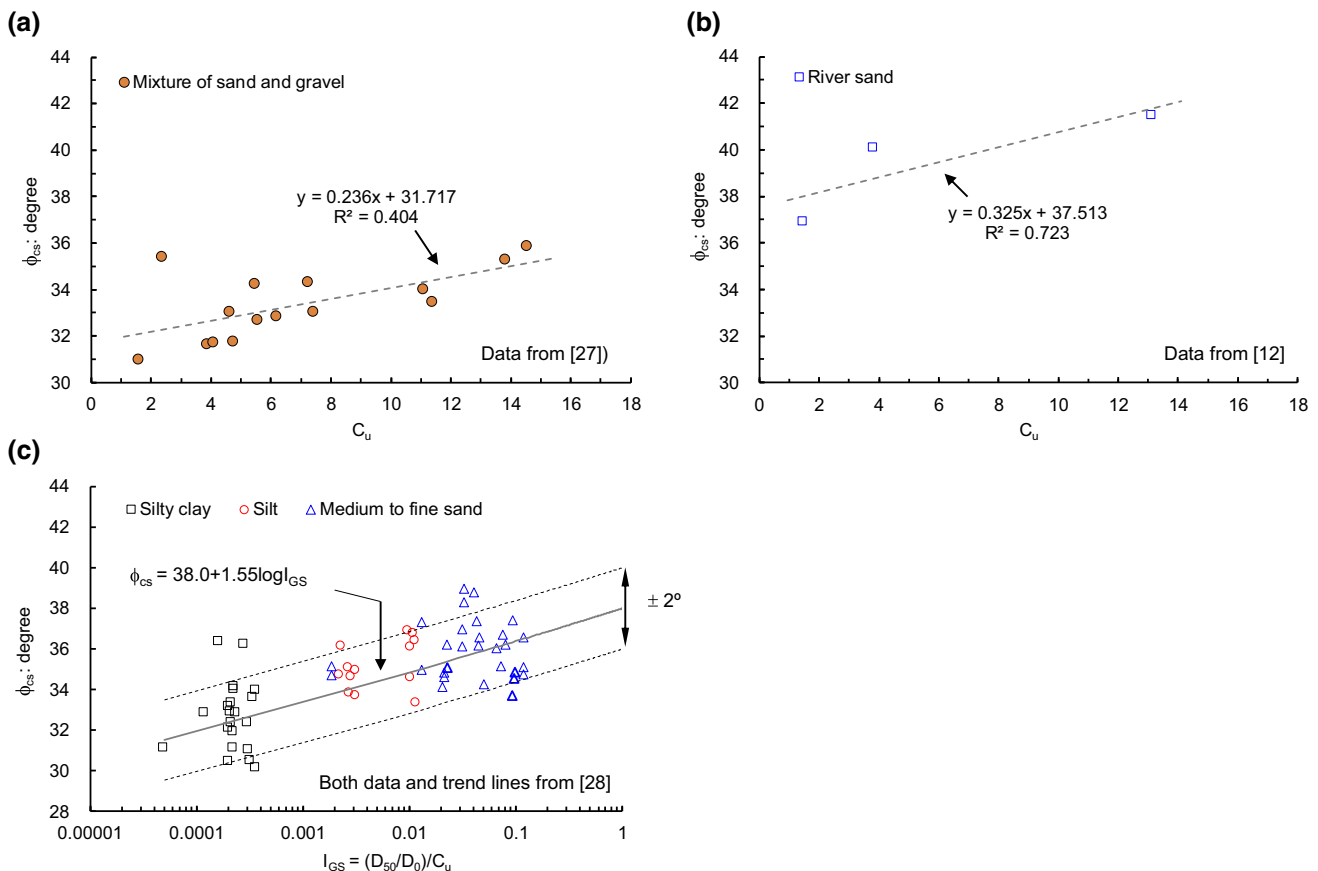 (a)
44
42
40
38
36
34
32
30
ϕcs: degree
Mixture of sand and gravel
y = 0.236x + 31.717
R² = 0.404
Data from [27])
0 2 4 6 8 10 12 14 16 18
Cu
(b)
44
42
40
38
36
34
32
30
ϕcs: degree
River sand
y = 0.325x + 37.513
R² = 0.723
Data from [12]
0 2 4 6 8 10 12 14 16 18
Cu
(c)
44
42
40
38
36
34
32
30
28
ϕcs: degree
Silty clay Silt Medium to fine sand
ϕcs = 38.0+1.55logIGS
± 2º
Both data and trend lines from [28]
0.00001 0.0001 0.001 0.01 0.1 1
IGS = (D50/D0)/Cu